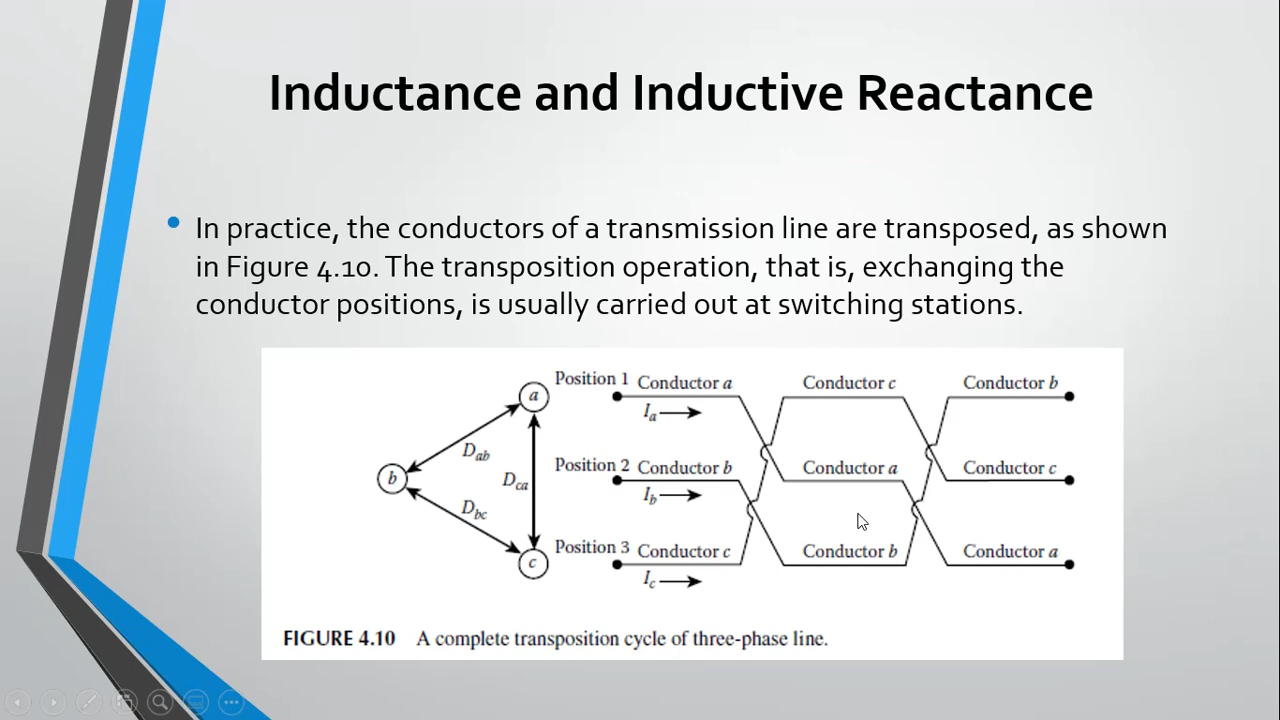 Inductance and Inductive Reactance
In practice, the conductors of a transmission line are transposed, as shown
in Figure 4.10. The transposition operation, that is, exchanging the
conductor positions, is usually carried out at switching stations.
a
b
c
Dab
Dca
Dbc
Position 1 Conductor a Conductor c Conductor b
Ia
Position 2 Conductor b Conductor a Conductor c
Ib
Position 3 Conductor c Conductor b Conductor a
Ic
FIGURE 4.10 A complete transposition cycle of three-phase line.